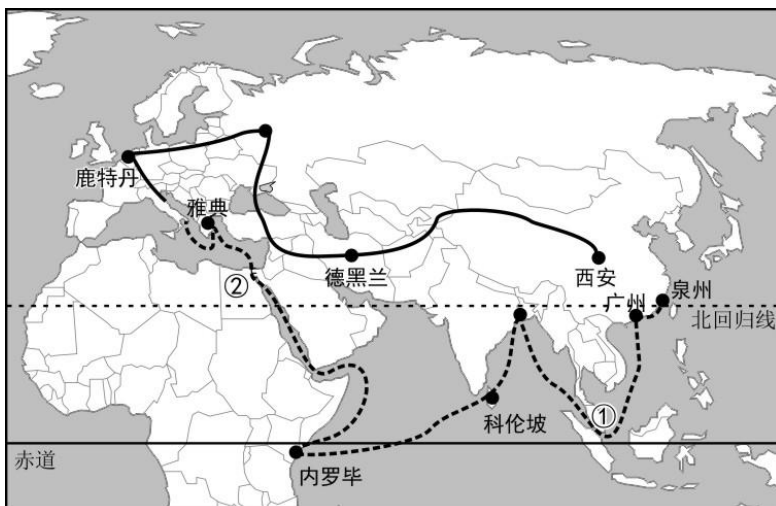 鹿特丹
雅典
②
德黑兰
西安
广州
泉州
北回归线
①
科伦坡
赤道
内罗毕